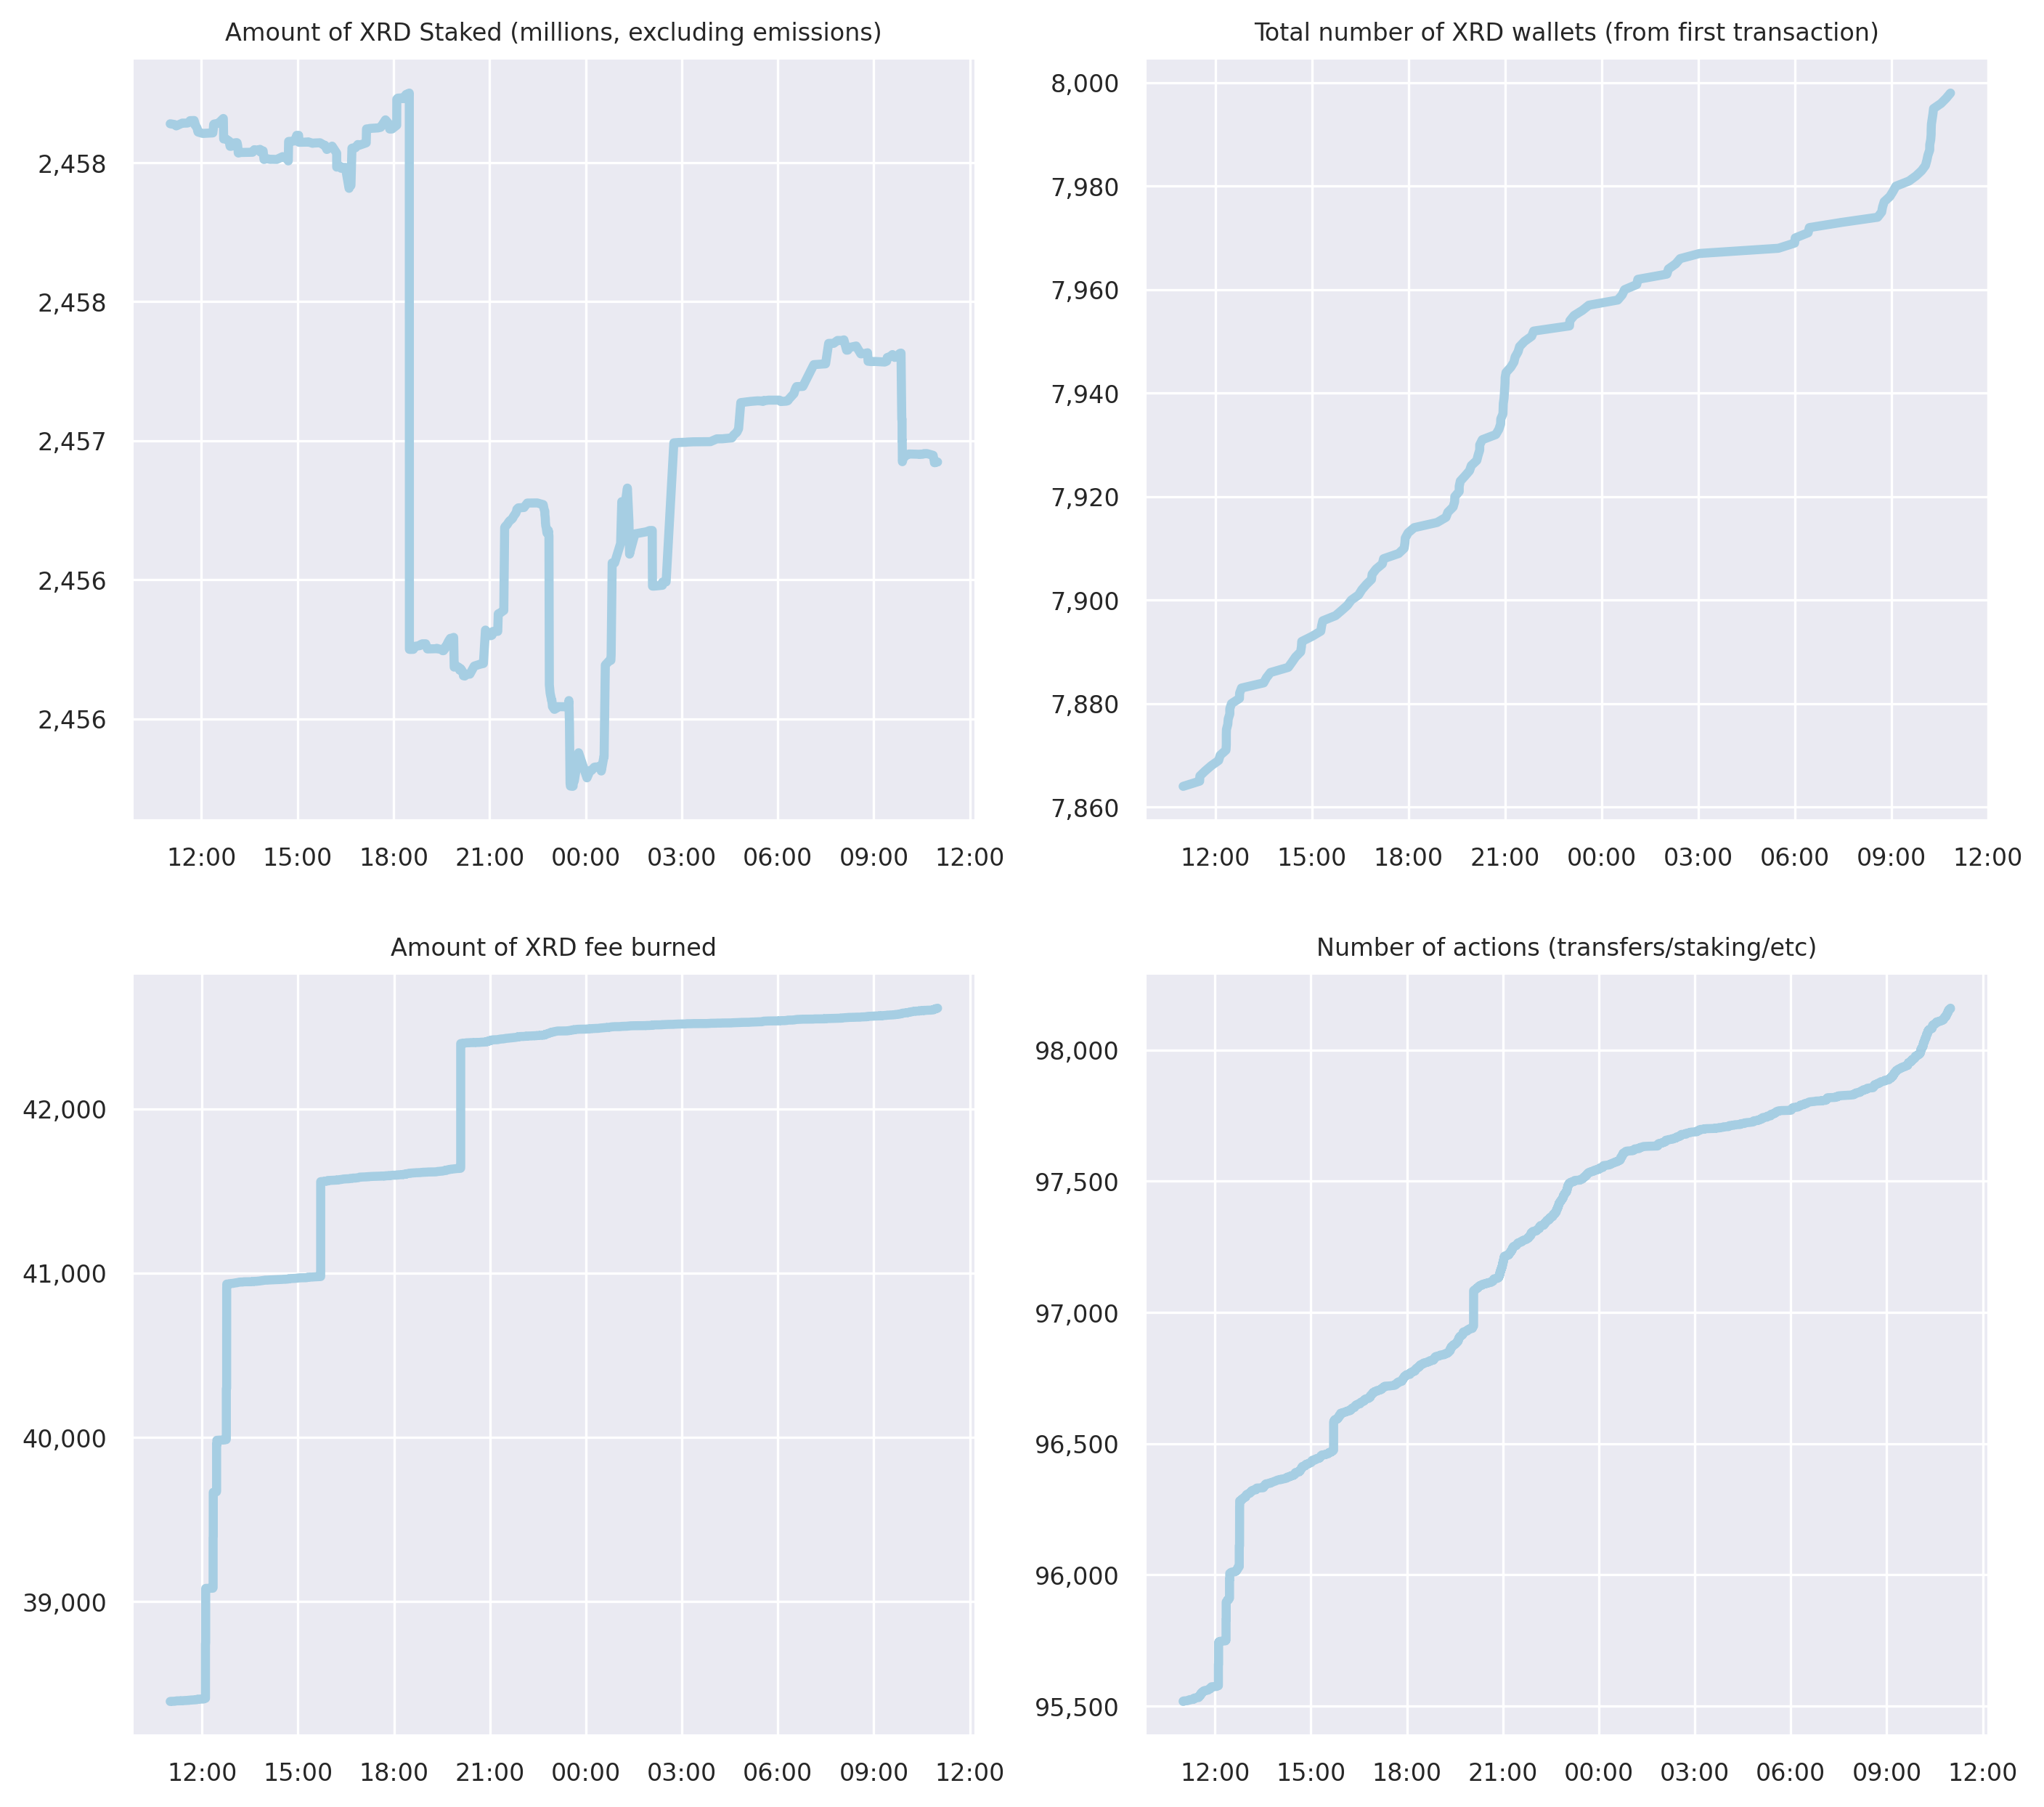 Amount of XRD Staked (millions, excluding emissions)
2,458
2,458
2,457
2,456
2,456
12:00 15:00 18:00 21:00 00:00 03:00 06:00 09:00 12:00
Total number of XRD wallets (from first transaction)
8,000
7,980
7,960
7,940
7,920
7,900
7,880
7,860
12:00 15:00 18:00 21:00 00:00 03:00 06:00 09:00 12:00
Amount of XRD fee burned
42,000
41,000
40,000
39,000
12:00 15:00 18:00 21:00 00:00 03:00 06:00 09:00 12:00
Number of actions (transfers/staking/etc)
98,000
97,500
97,000
96,500
96,000
95,500
12:00 15:00 18:00 21:00 00:00 03:00 06:00 09:00 12:00